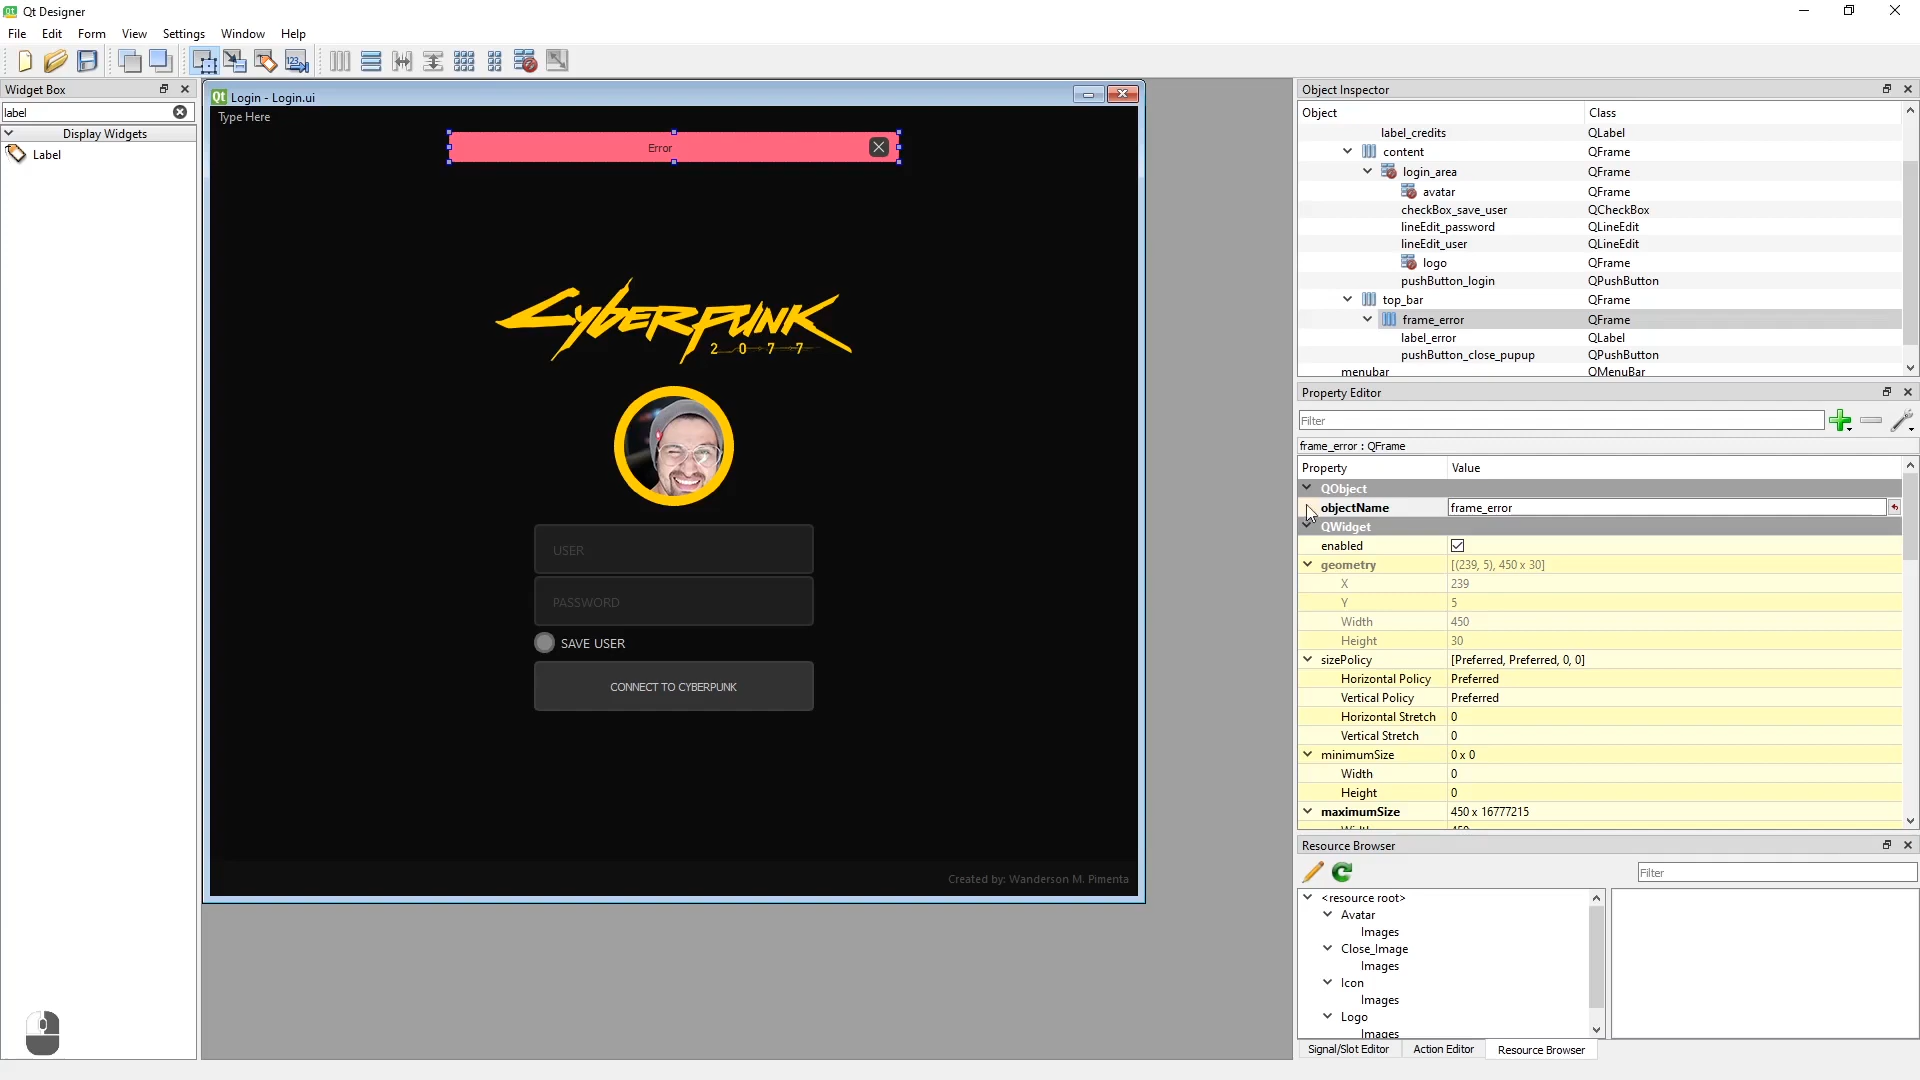 Qt Designer
File Edit Form View Settings Window Help
Widget Box
label
Display Widgets
Label
Login - Login.ui
Type Here
Error
CYBERPUNK
2077
USER
PASSWORD
SAVE USER
CONNECT TO CYBERPUNK
Created by: Wanderson M. Pimenta
Object Inspector
Object Class
label_credits QLabel
content QFrame
login_area QFrame
avatar QFrame
checkBox_save_user QCheckBox
lineEdit_password QLineEdit
lineEdit_user QLineEdit
logo QFrame
pushButton_login QPushButton
top_bar QFrame
frame_error QFrame
label_error QLabel
pushButton_close_pupup QPushButton
menubar QMenuBar
Property Editor
Filter
frame_error : QFrame
Property Value
QObject
objectName frame_error
QWidget
enabled
geometry [(239, 5), 450 x 30]
X 239
Y 5
Width 450
Height 30
sizePolicy [Preferred, Preferred, 0, 0]
Horizontal Policy Preferred
Vertical Policy Preferred
Horizontal Stretch 0
Vertical Stretch 0
minimumSize 0 x 0
Width 0
Height 0
maximumSize 450 x 16777215
Width 450
Resource Browser
Filter
<resource root>
Avatar
Images
Close_Image
Images
Icon
Images
Logo
Images
Signal/Slot Editor Action Editor Resource Browser